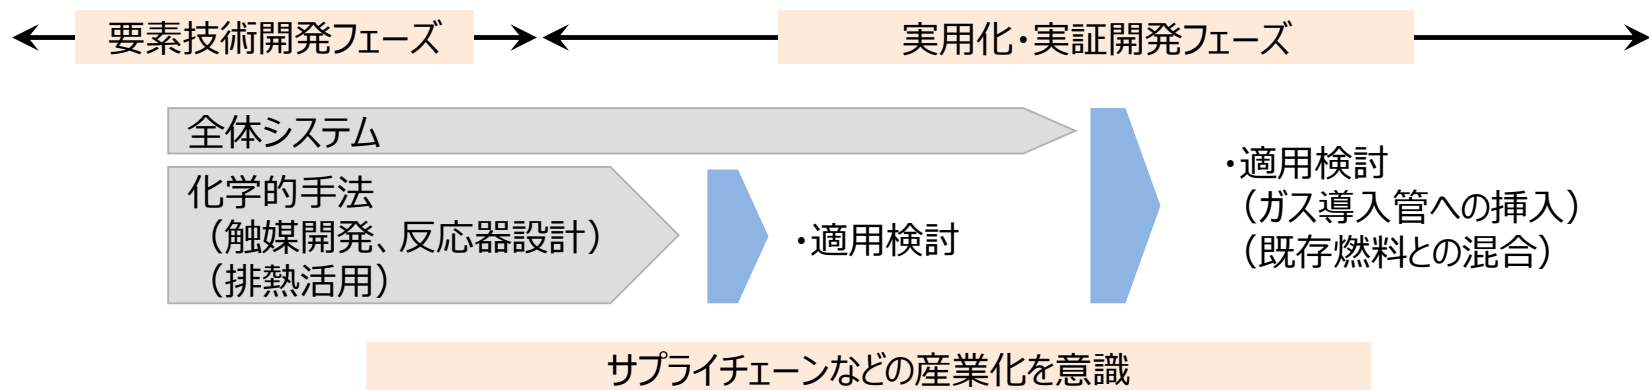 要素技術開発フェーズ
実用化・実証開発フェーズ
全体システム
化学的手法
（触媒開発、反応器設計）
（排熱活用）
・適用検討
・適用検討
（ガス導入管への挿入）
（既存燃料との混合）
サプライチェーンなどの産業化を意識